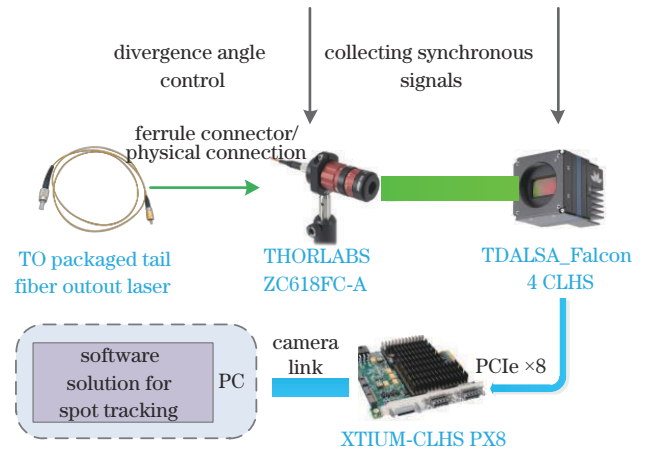 divergence angle
control
collecting synchronous
signals
ferrule connector/
physical connection
TO packaged tail
fiber outout laser
THORLABS
ZC618FC-A
TDALSA_Falcon
4 CLHS
software
solution for
spot tracking
PC
camera
link
PCIe ×8
XTIUM-CLHS PX8